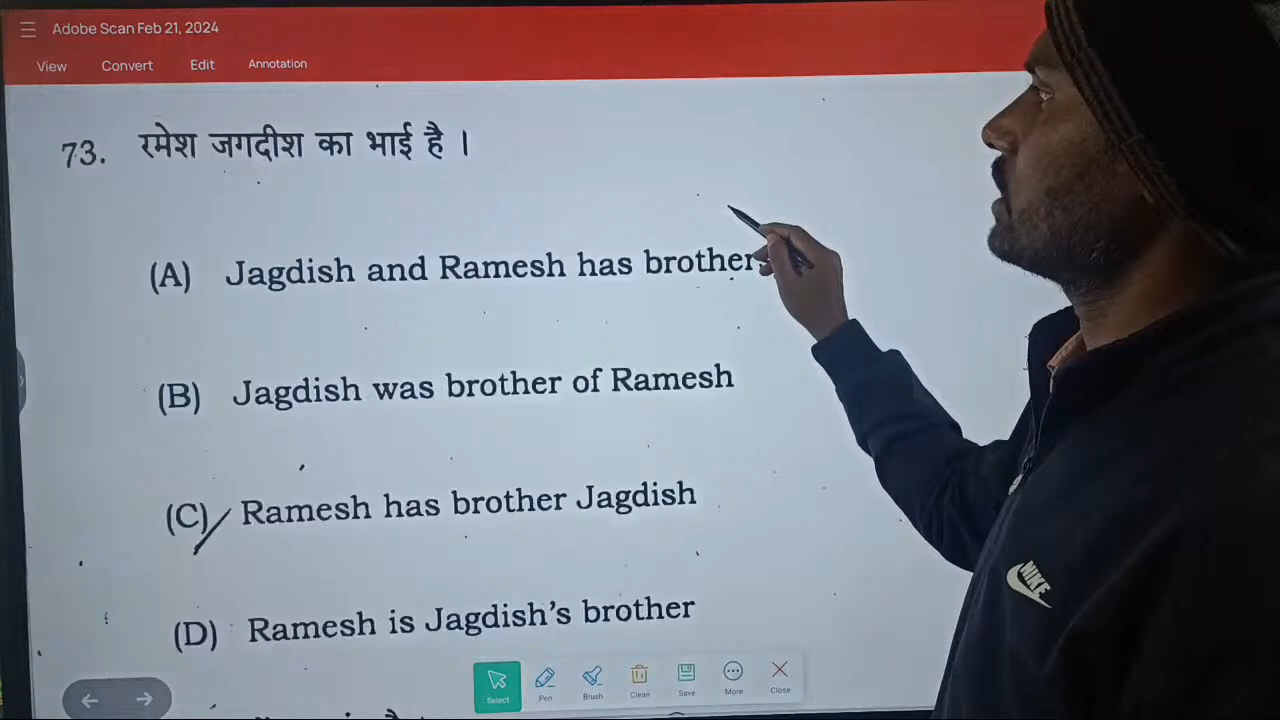 Adobe Scan Feb 21, 2024
View Convert Edit Annotation
73. रमेश जगदीश का भाई है ।
(A) Jagdish and Ramesh has brothers
(B) Jagdish was brother of Ramesh
(C) Ramesh has brother Jagdish
(D) Ramesh is Jagdish's brother
Select Pen Brush Clean Save More Close
NIKE